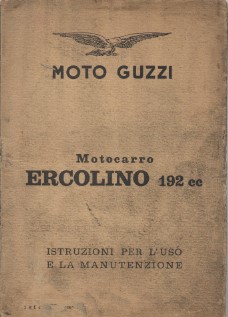 MOTO GUZZI
Motocarro
ERCOLINO 192 cc
ISTRUZIONI PER L'USO
E LA MANUTENZIONE